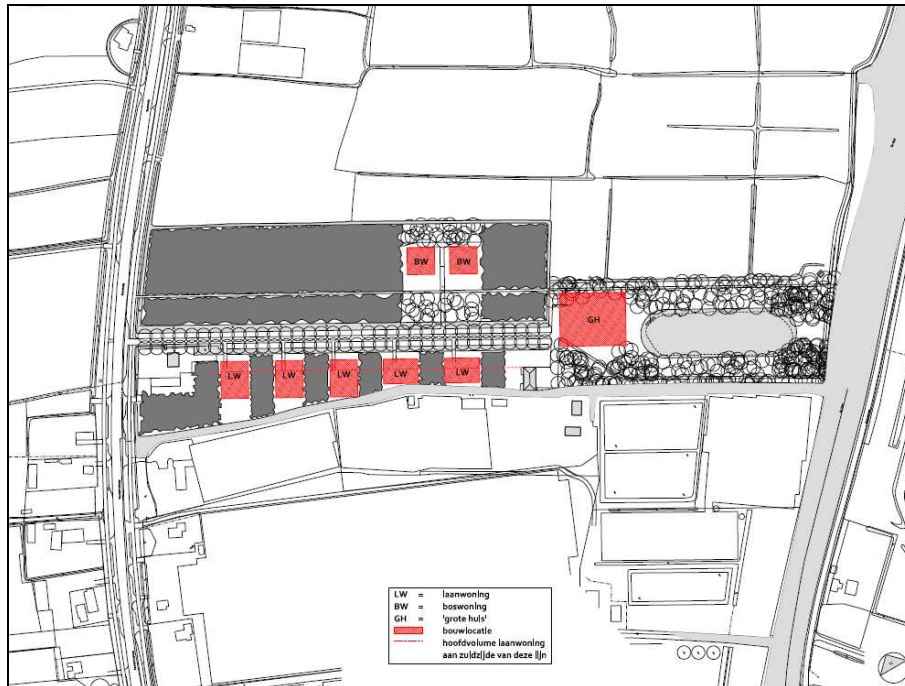 BW BW
GH
LW LW LW LW LW
LW = laanwoning
BW = boswoning
GH = 'grote huis'
bouwlocatie
hoofdvolume laanwoning
aan zuidzijde van deze lijn